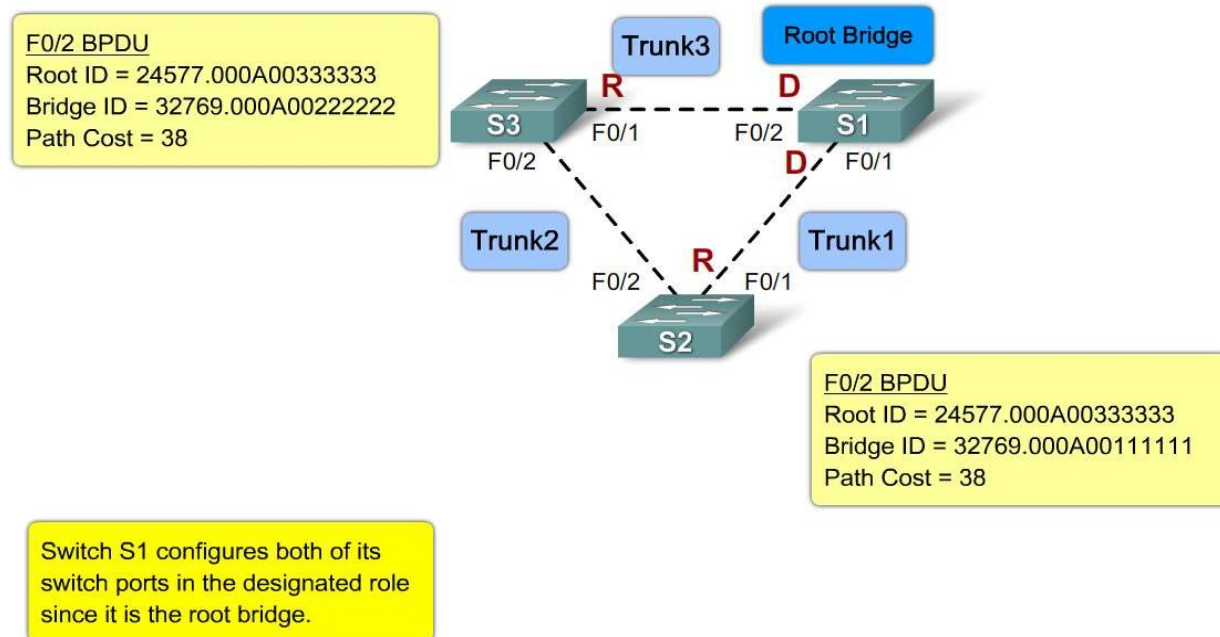 F0/2 BPDU
Root ID = 24577.000A00333333
Bridge ID = 32769.000A00222222
Path Cost = 38
Trunk3
Root Bridge
R
D
S3
F0/1
F0/2
S1
F0/2
D
F0/1
Trunk2
Trunk1
F0/2
R
F0/1
S2
F0/2 BPDU
Root ID = 24577.000A00333333
Bridge ID = 32769.000A00111111
Path Cost = 38
Switch S1 configures both of its
switch ports in the designated role
since it is the root bridge.